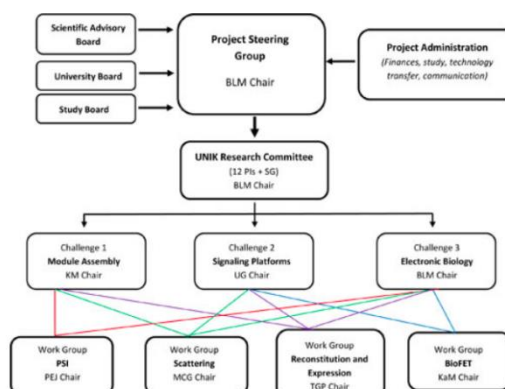 Scientific Advisory
Board
University Board
Study Board
Project Steering
Group
BLM Chair
Project Administration
(Finances, study, technology
transfer, communication)
UNIK Research Committee
(12 PIs + SG)
BLM Chair
Challenge 1
Module Assembly
KM Chair
Challenge 2
Signaling Platforms
UG Chair
Challenge 3
Electronic Biology
BLM Chair
Work Group
PSI
PEJ Chair
Work Group
Scattering
MCG Chair
Work Group
Reconstitution and
Expression
TGP Chair
Work Group
BioFET
KaM Chair